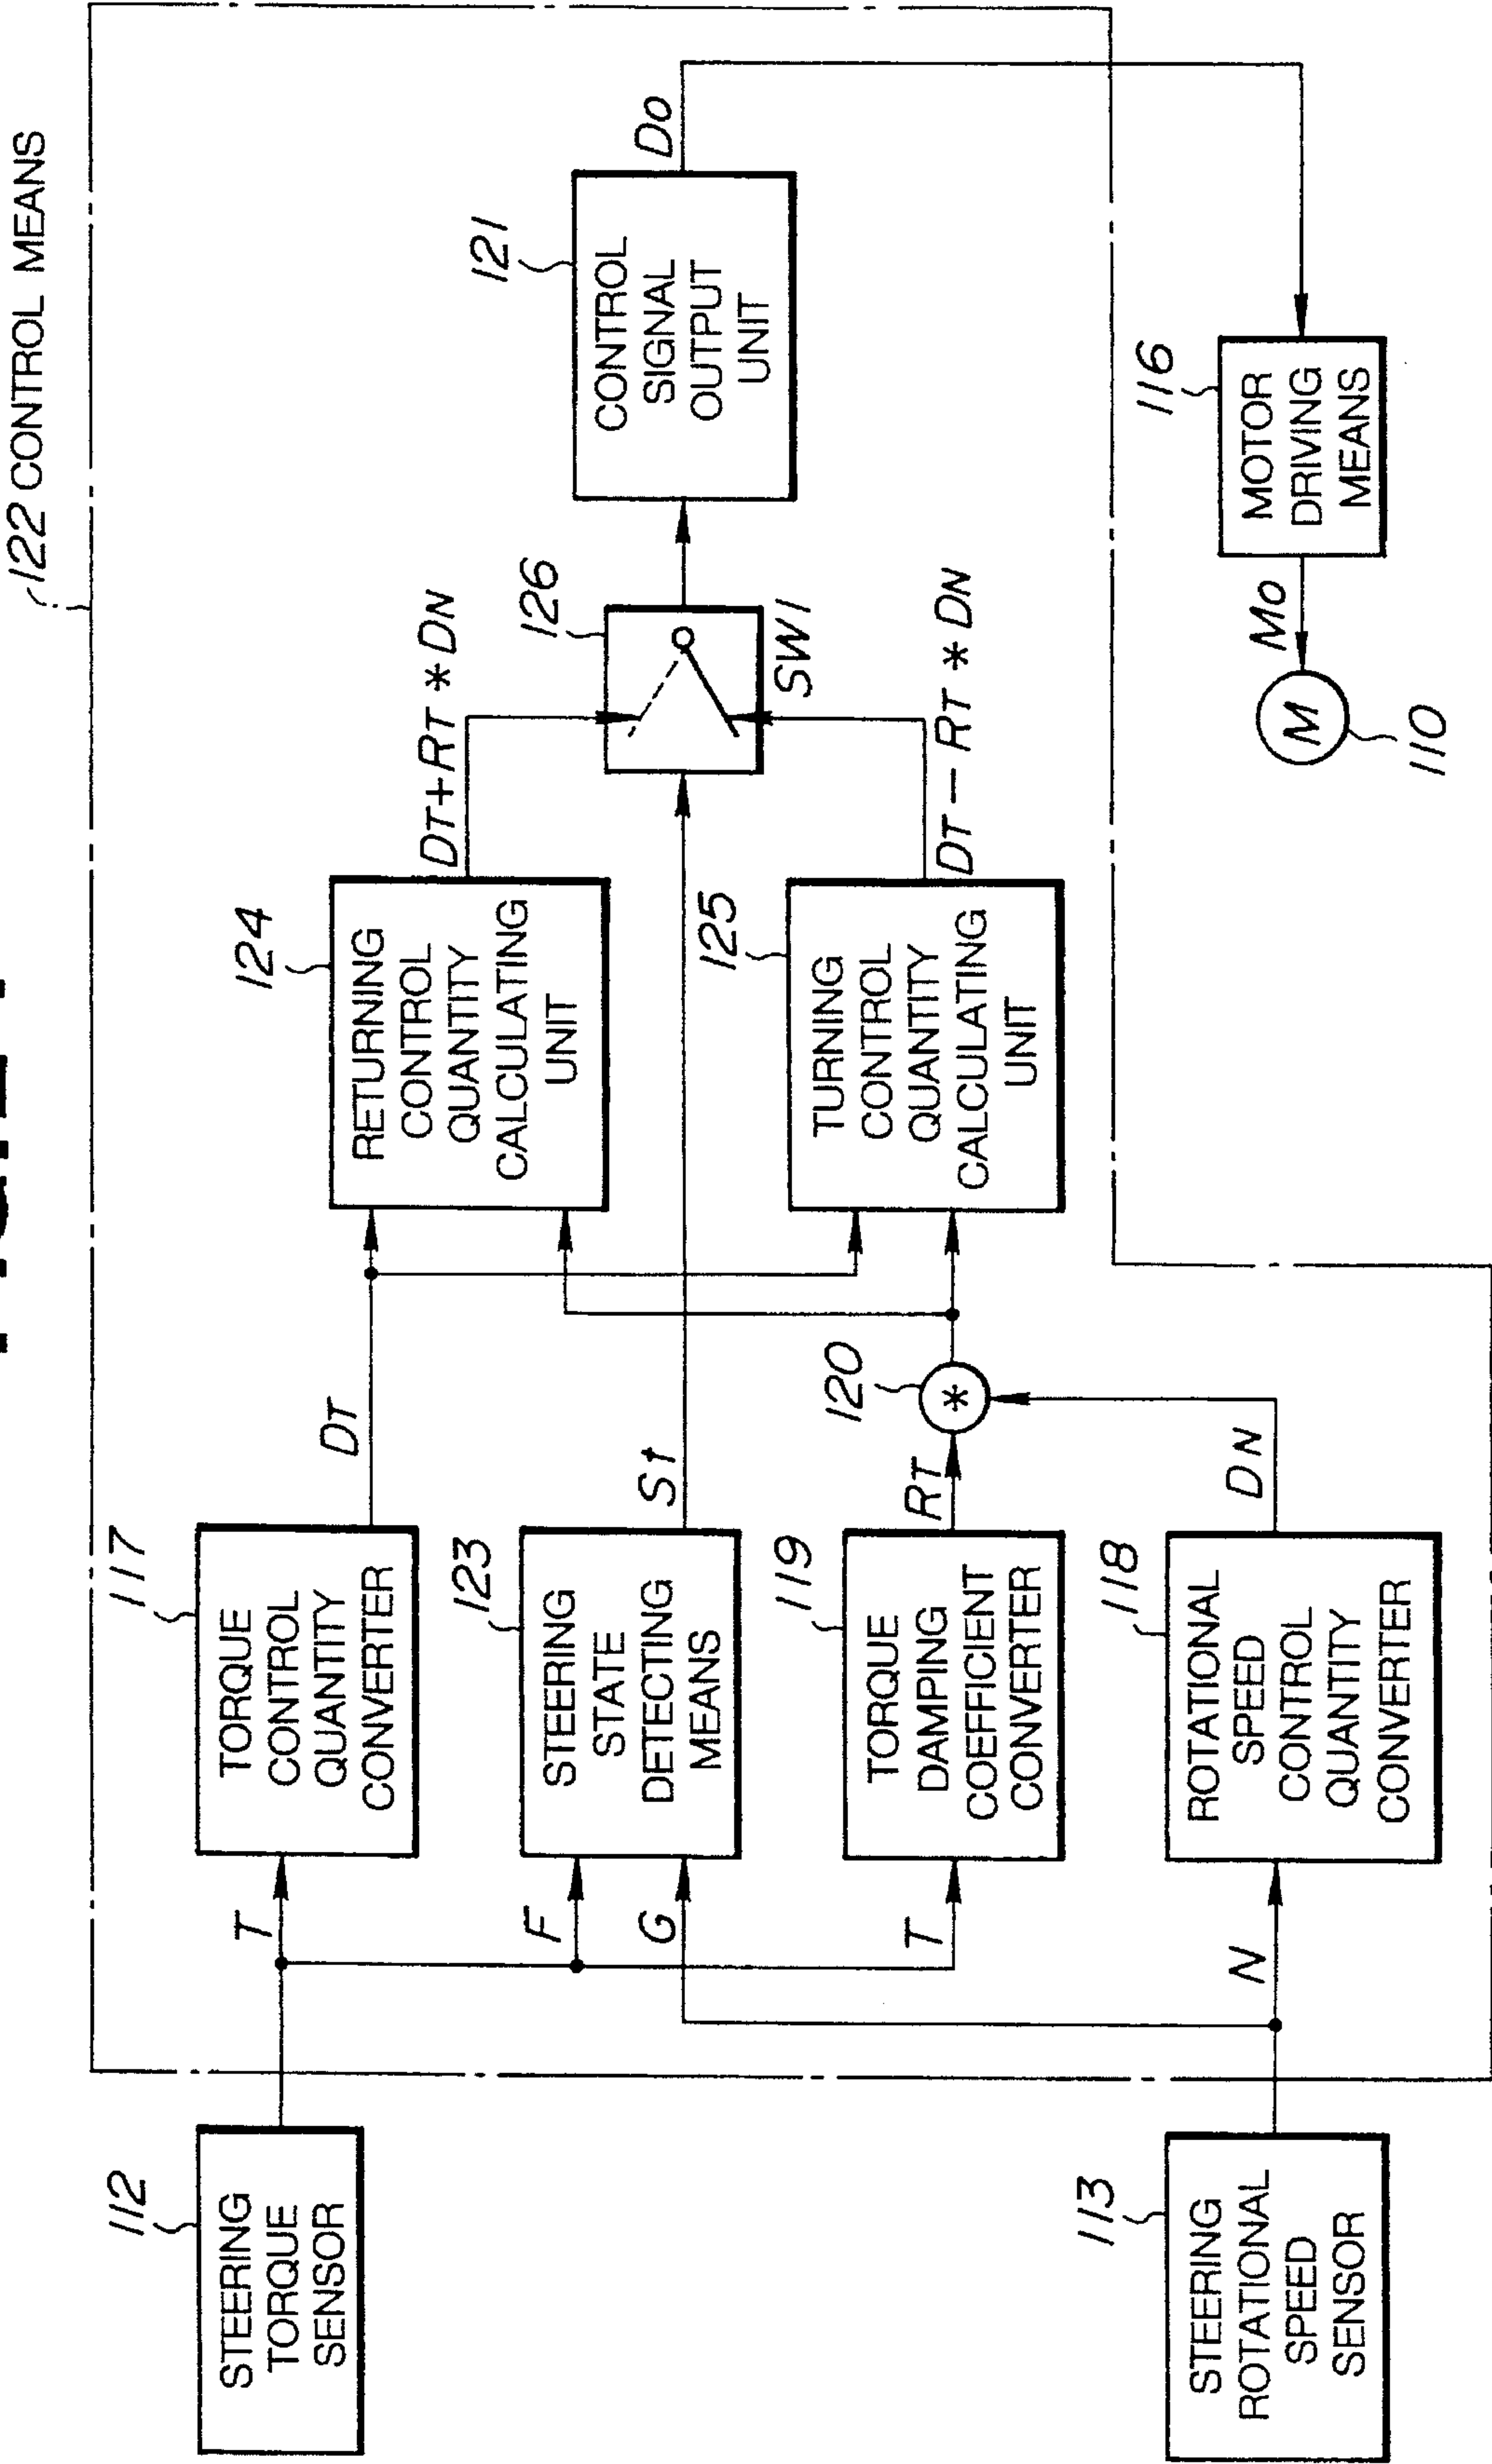 122 CONTROL MEANS
112
STEERING
TORQUE
SENSOR
113
STEERING
ROTATIONAL
SPEED
SENSOR
T
F
G
T
N
117
TORQUE
CONTROL
QUANTITY
CONVERTER
123
STEERING
STATE
DETECTING
MEANS
119
TORQUE
DAMPING
COEFFICIENT
CONVERTER
118
ROTATIONAL
SPEED
CONTROL
QUANTITY
CONVERTER
DT
St
RT
DN
120
*
124
RETURNING
CONTROL
QUANTITY
CALCULATING
UNIT
125
TURNING
CONTROL
QUANTITY
CALCULATING
UNIT
DT+RT*DN
DT-RT*DN
126
SW1
121
CONTROL
SIGNAL
OUTPUT
UNIT
Do
116
MOTOR
DRIVING
MEANS
Mo
M
110